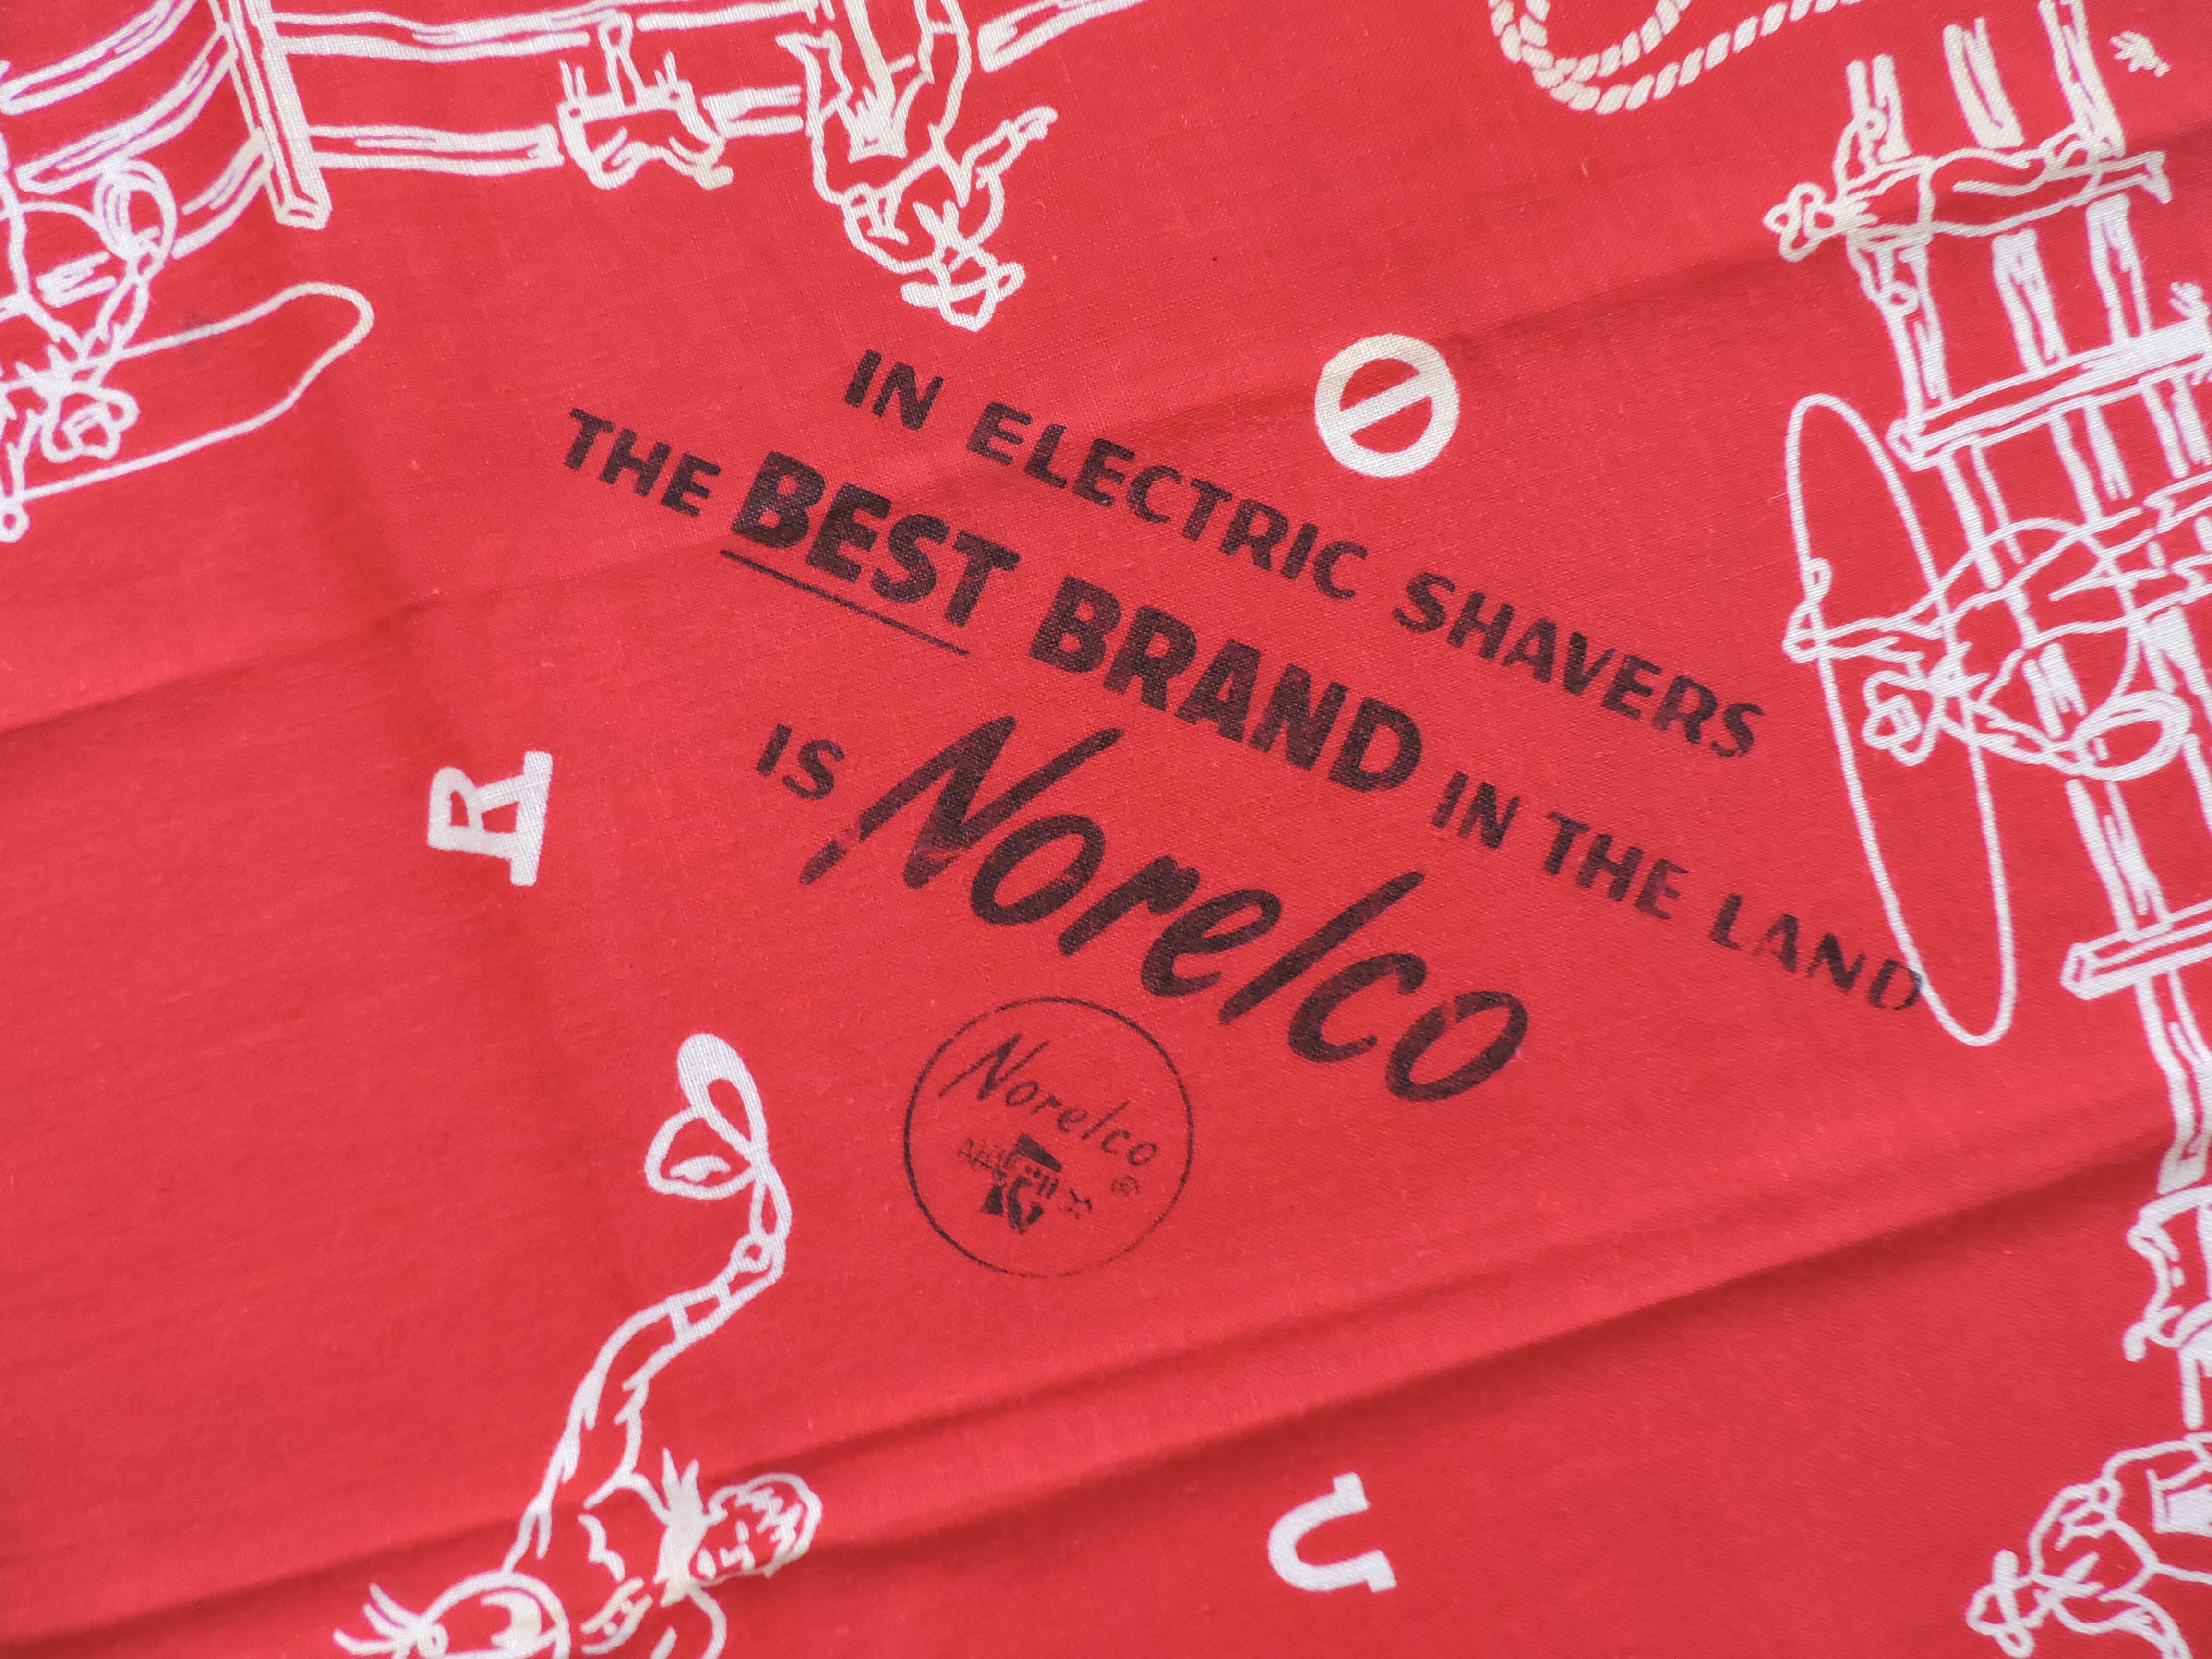 IN ELECTRIC SHAVERS
THE BEST BRAND IN THE LAND
IS Norelco
Norelco
®
R